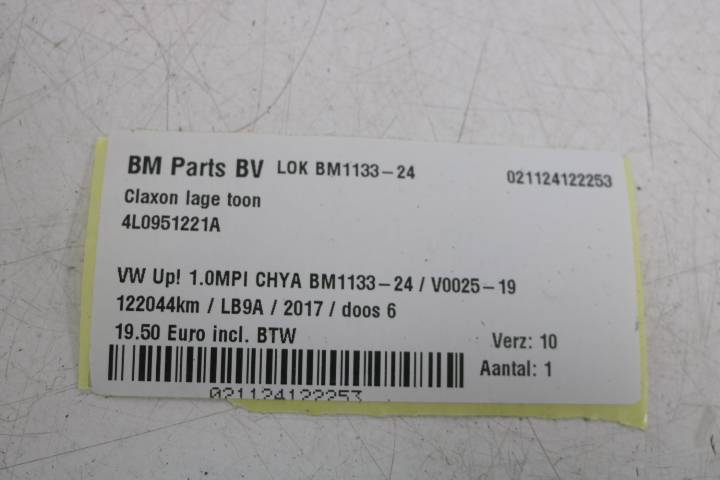 BM Parts BV LOK BM1133-24 021124122253
Claxon lage toon
4L0951221A
VW Up! 1.0MPI CHYA BM1133-24 / V0025-19
122044km / LB9A / 2017 / doos 6
19.50 Euro incl. BTW Verz: 10
Aantal: 1
021124122253